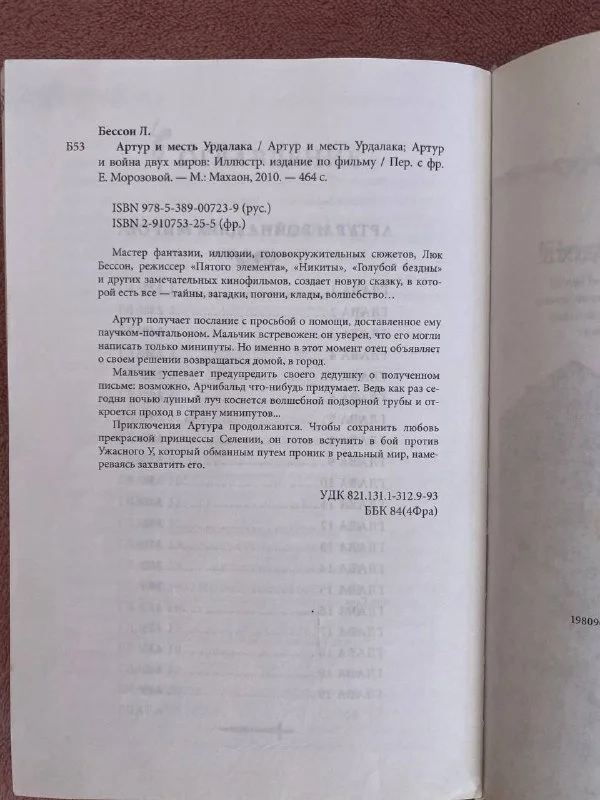 Бессон Л.
Б53 Артур и месть Урдалака / Артур и месть Урдалака; Артур
и война двух миров: Иллюстр. издание по фильму / Пер. с фр.
Е. Морозовой. — М.: Махаон, 2010. — 464 с.
ISBN 978-5-389-00723-9 (рус.)
ISBN 2-910753-25-5 (фр.)
Мастер фантазии, иллюзии, головокружительных сюжетов, Люк
Бессон, режиссер «Пятого элемента», «Никиты», «Голубой бездны»
и других замечательных кинофильмов, создает новую сказку, в кото-
рой есть все — тайны, загадки, погони, клады, волшебство…
Артур получает послание с просьбой о помощи, доставленное ему
паучком-почтальоном. Мальчик встревожен: он уверен, что его могли
написать только минипуты. Но именно в этот момент отец объявляет
о своем решении возвращаться домой, в город.
Мальчик успевает предупредить своего дедушку о полученном
письме: возможно, Арчибальд что-нибудь придумает. Ведь как раз се-
годня ночью лунный луч коснется волшебной подзорной трубы и от-
кроется проход в страну минипутов...
Приключения Артура продолжаются. Чтобы сохранить любовь
прекрасной принцессы Селении, он готов вступить в бой против
Ужасного У, который обманным путем проник в реальный мир, наме-
реваясь захватить его.
УДК 821.131.1-312.9-93
ББК 84(4Фра)